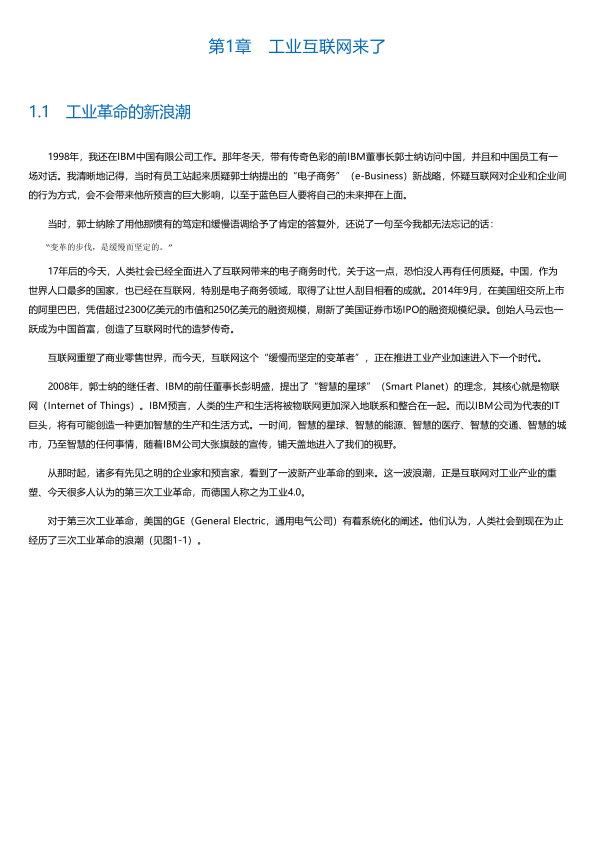 第1章　工业互联网来了
1.1　工业革命的新浪潮
1998年，我还在IBM中国有限公司工作。那年冬天，带有传奇色彩的前IBM董事长郭士纳访问中国，并且和中国员工有一
场对话。我清晰地记得，当时有员工站起来质疑郭士纳提出的“电子商务”（e-Business）新战略，怀疑互联网对企业和企业间
的行为方式，会不会带来他所预言的巨大影响，以至于蓝色巨人要将自己的未来押在上面。
当时，郭士纳除了用他那惯有的笃定和缓慢语调给予了肯定的答复外，还说了一句至今我都无法忘记的话：
“变革的步伐，是缓慢而坚定的。”
17年后的今天，人类社会已经全面进入了互联网带来的电子商务时代，关于这一点，恐怕没人再有任何质疑。中国，作为
世界人口最多的国家，也已经在互联网，特别是电子商务领域，取得了让世人刮目相看的成就。2014年9月，在美国纽交所上市
的阿里巴巴，凭借超过2300亿美元的市值和250亿美元的融资规模，刷新了美国证券市场IPO的融资规模纪录。创始人马云也一
跃成为中国首富，创造了互联网时代的造梦传奇。
互联网重塑了商业零售世界，而今天，互联网这个“缓慢而坚定的变革者”，正在推进工业产业加速进入下一个时代。
2008年，郭士纳的继任者、IBM的前任董事长彭明盛，提出了“智慧的星球”（Smart Planet）的理念，其核心就是物联
网（Internet of Things）。IBM预言，人类的生产和生活将被物联网更加深入地联系和整合在一起。而以IBM公司为代表的IT
巨头，将有可能创造一种更加智慧的生产和生活方式。一时间，智慧的星球、智慧的能源、智慧的医疗、智慧的交通、智慧的城
市，乃至智慧的任何事情，随着IBM公司大张旗鼓的宣传，铺天盖地进入了我们的视野。
从那时起，诸多有先见之明的企业家和预言家，看到了一波新产业革命的到来。这一波浪潮，正是互联网对工业产业的重
塑、今天很多人认为的第三次工业革命，而德国人称之为工业4.0。
对于第三次工业革命，美国的GE（General Electric，通用电气公司）有着系统化的阐述。他们认为，人类社会到现在为止
经历了三次工业革命的浪潮（见图1-1）。